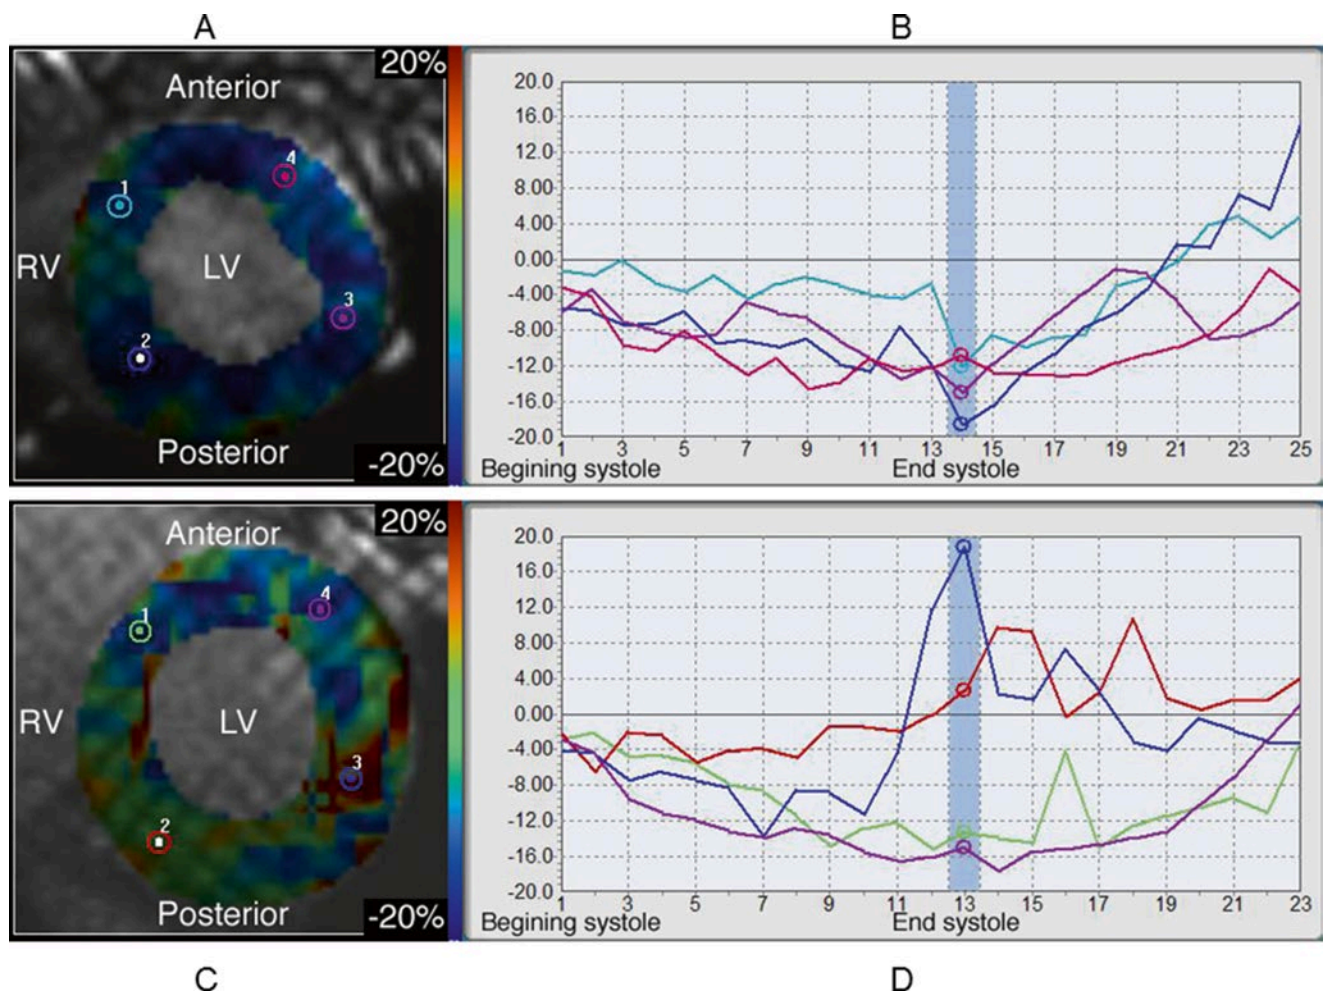 A
B
20%
Anterior
4
1
RV
LV
3
2
Posterior
-20%
20.0
16.0
12.0
8.00
4.00
0.00
-4.00
-8.00
-12.0
-16.0
-20.0
1 3 5 7 9 11 13 15 17 19 21 23 25
Begining systole End systole
20%
Anterior
4
1
RV
LV
3
2
Posterior
-20%
20.0
16.0
12.0
8.00
4.00
0.00
-4.00
-8.00
-12.0
-16.0
-20.0
1 3 5 7 9 11 13 15 17 19 21 23
Begining systole End systole
C
D